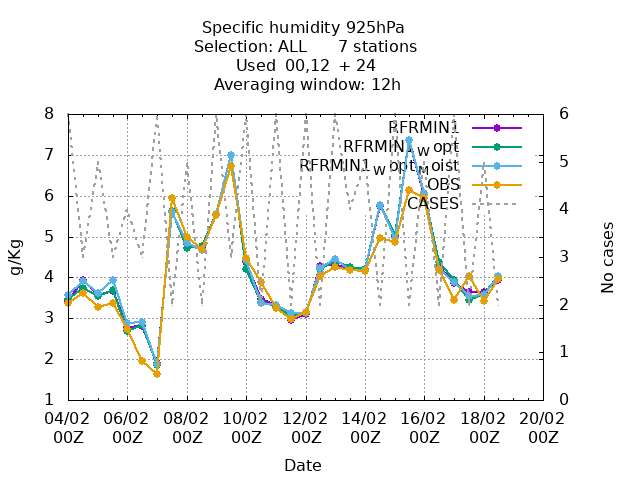 Specific humidity 925hPa
Selection: ALL 7 stations
Used 00,12 + 24
Averaging window: 12h
8 6
RFRMIN1
RFRMIN1_W opt
RFRMIN1_W opt_Moist
OBS
CASES
7 5
6 4
5 3
4 2
3 1
2 0
1
g/Kg
No cases
04/02 06/02 08/02 10/02 12/02 14/02 16/02 18/02 20/02
00Z 00Z 00Z 00Z 00Z 00Z 00Z 00Z 00Z
Date